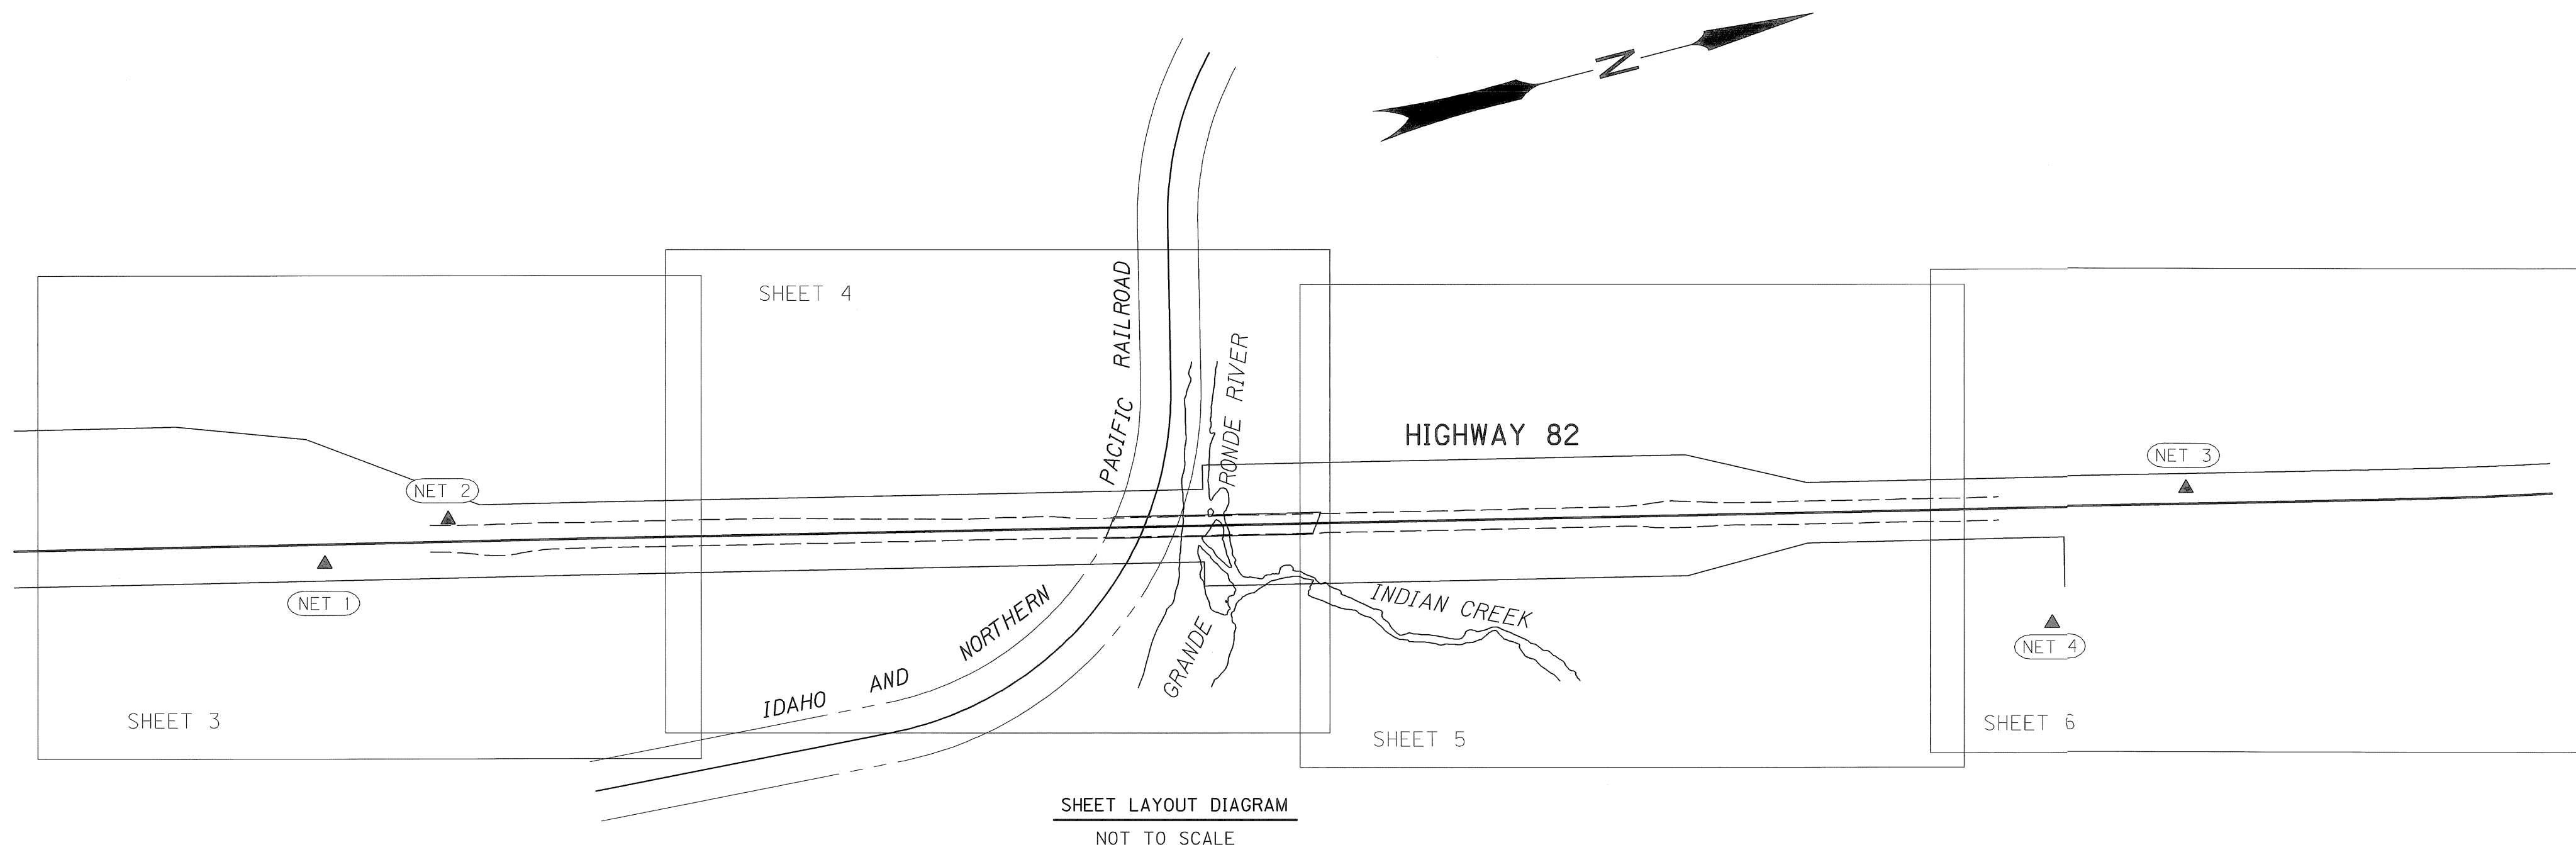 N
SHEET 4
PACIFIC RAILROAD
GRANDE RONDE RIVER
HIGHWAY 82
NET 3
NET 2
NET 1
INDIAN CREEK
NET 4
IDAHO AND NORTHERN
SHEET 3
SHEET 5
SHEET 6
SHEET LAYOUT DIAGRAM
NOT TO SCALE